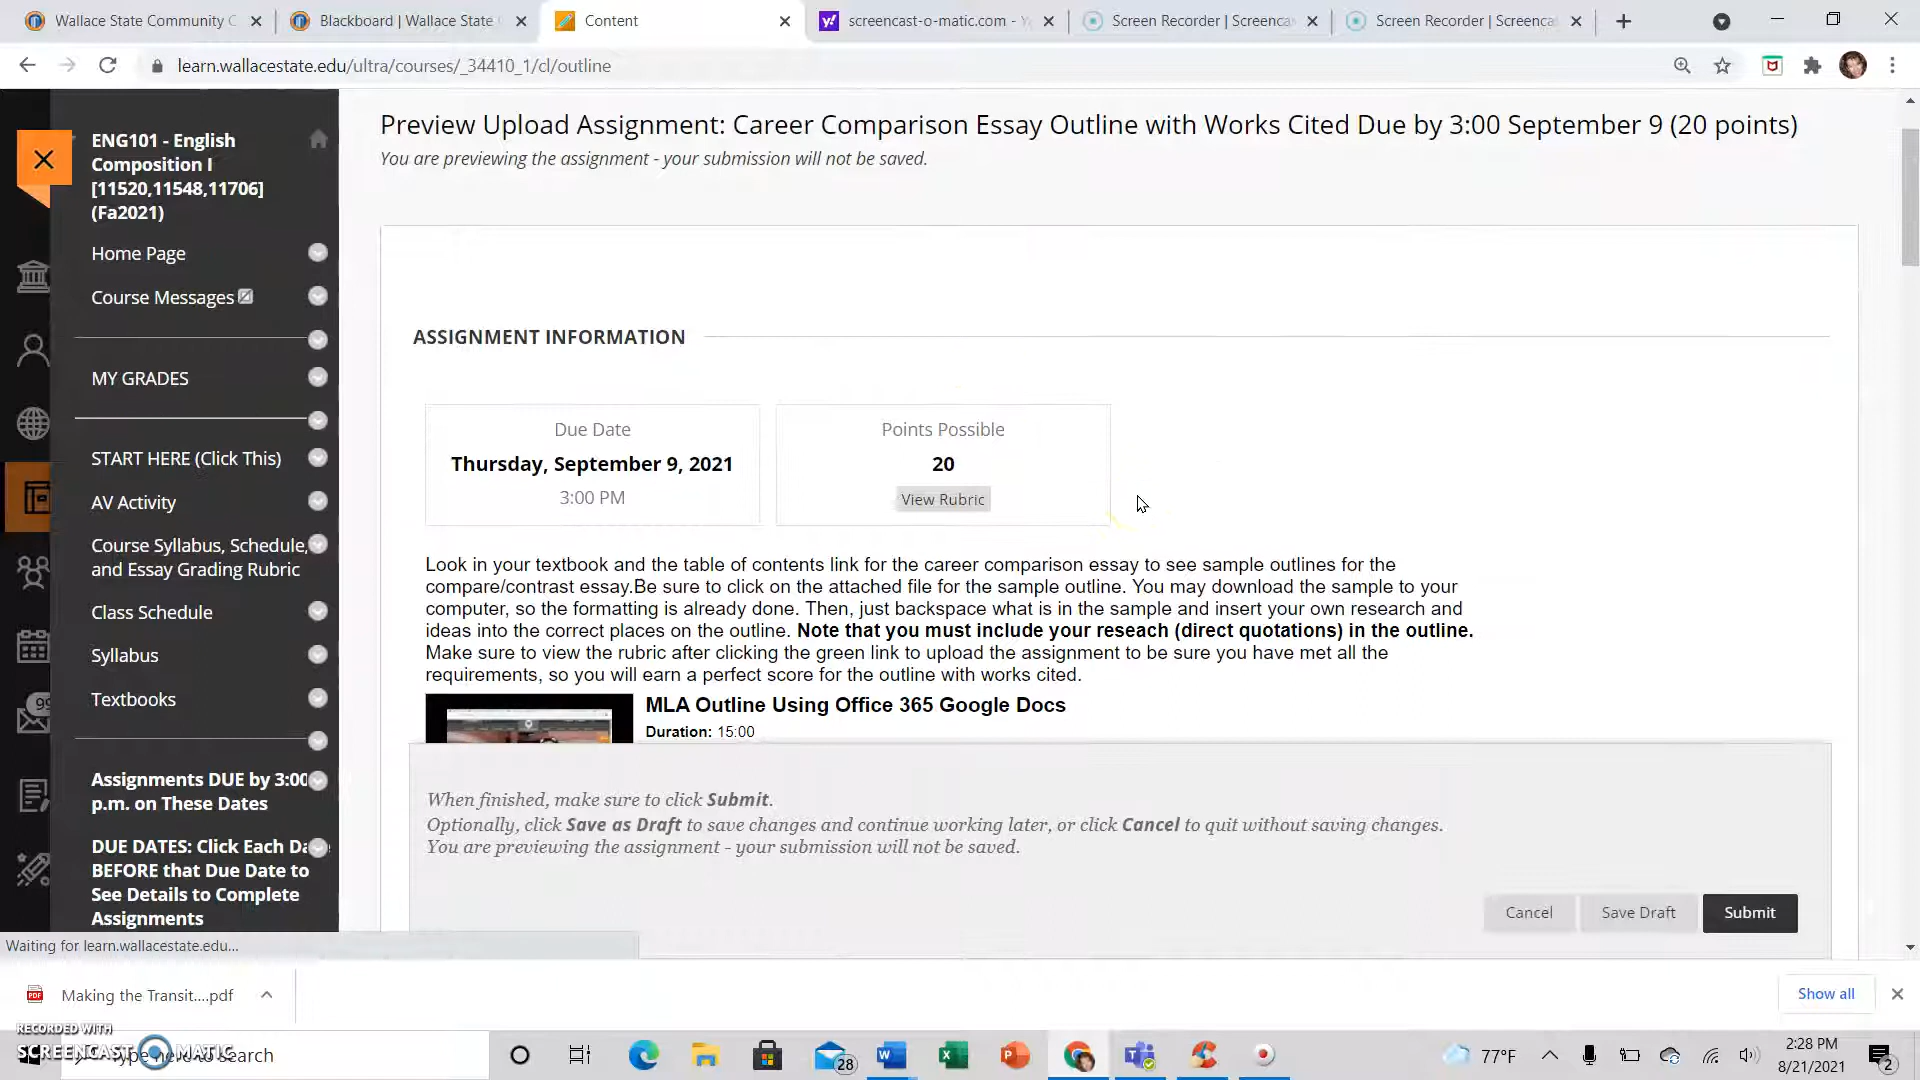 Wallace State Community C
Blackboard | Wallace State
Content
screencast-o-matic.com - Y
Screen Recorder | Screenca
Screen Recorder | Screenca
learn.wallacestate.edu/ultra/courses/_34410_1/cl/outline
ENG101 - English
Composition I
[11520,11548,11706]
(Fa2021)
Home Page
Course Messages
MY GRADES
START HERE (Click This)
AV Activity
Course Syllabus, Schedule,
and Essay Grading Rubric
Class Schedule
Syllabus
Textbooks
Assignments DUE by 3:00
p.m. on These Dates
DUE DATES: Click Each Da
BEFORE that Due Date to
See Details to Complete
Assignments
99
Waiting for learn.wallacestate.edu...
Preview Upload Assignment: Career Comparison Essay Outline with Works Cited Due by 3:00 September 9 (20 points)
You are previewing the assignment - your submission will not be saved.
ASSIGNMENT INFORMATION
Due Date
Thursday, September 9, 2021
3:00 PM
Points Possible
20
View Rubric
Look in your textbook and the table of contents link for the career comparison essay to see sample outlines for the
compare/contrast essay.Be sure to click on the attached file for the sample outline. You may download the sample to your
computer, so the formatting is already done. Then, just backspace what is in the sample and insert your own research and
ideas into the correct places on the outline. Note that you must include your reseach (direct quotations) in the outline.
Make sure to view the rubric after clicking the green link to upload the assignment to be sure you have met all the
requirements, so you will earn a perfect score for the outline with works cited.
MLA Outline Using Office 365 Google Docs
Duration: 15:00
When finished, make sure to click Submit.
Optionally, click Save as Draft to save changes and continue working later, or click Cancel to quit without saving changes.
You are previewing the assignment - your submission will not be saved.
Cancel
Save Draft
Submit
PDF
Making the Transit....pdf
Show all
RECORDED WITH
SCREENCAST MATIC
Type here to search
28
77°F
2:28 PM
8/21/2021
2